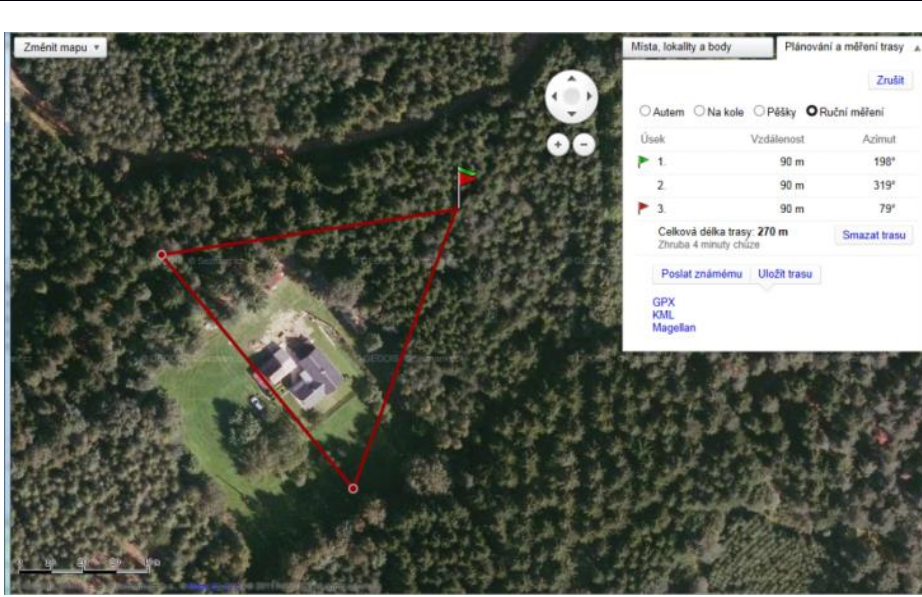 Změnit mapu
Místa, lokality a body
Plánování a měření trasy
Zrušit
Autem Na kole Pěšky Ruční měření
Úsek Vzdálenost Azimut
1. 90 m 198°
2. 90 m 319°
3. 90 m 79°
Celková délka trasy: 270 m
Zhruba 4 minuty chůze
Smazat trasu
Poslat známému Uložit trasu
GPX
KML
Magellan